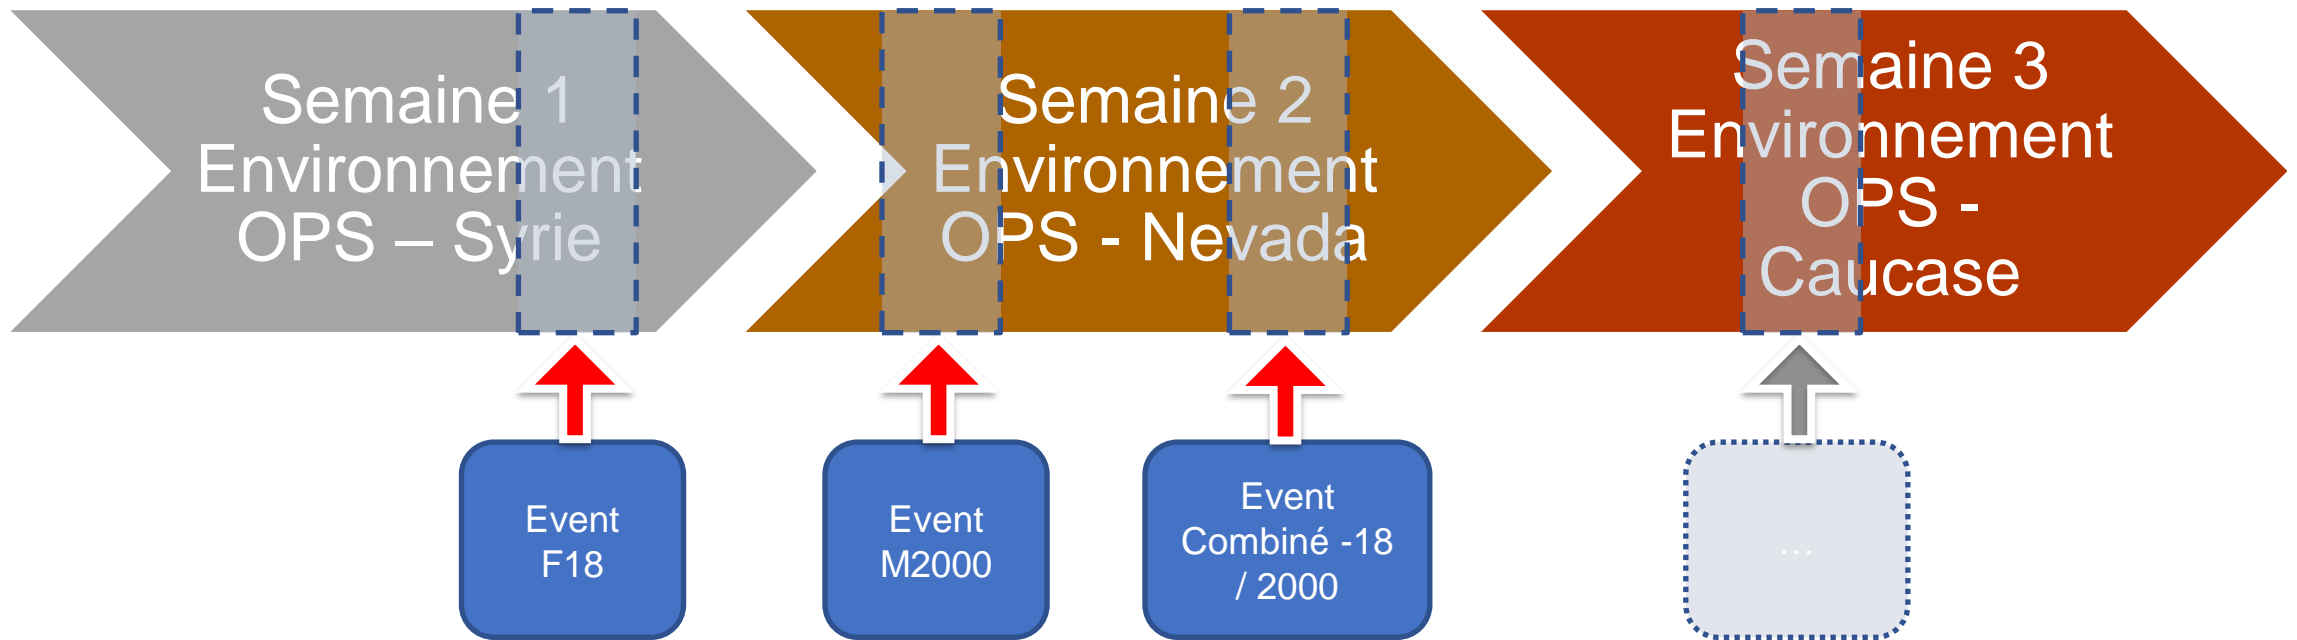 Semaine 1
Environnement
OPS – Syrie
Semaine 2
Environnement
OPS - Nevada
Semaine 3
Environnement
OPS -
Caucase
Event
F18
Event
M2000
Event
Combiné -18
/ 2000
...